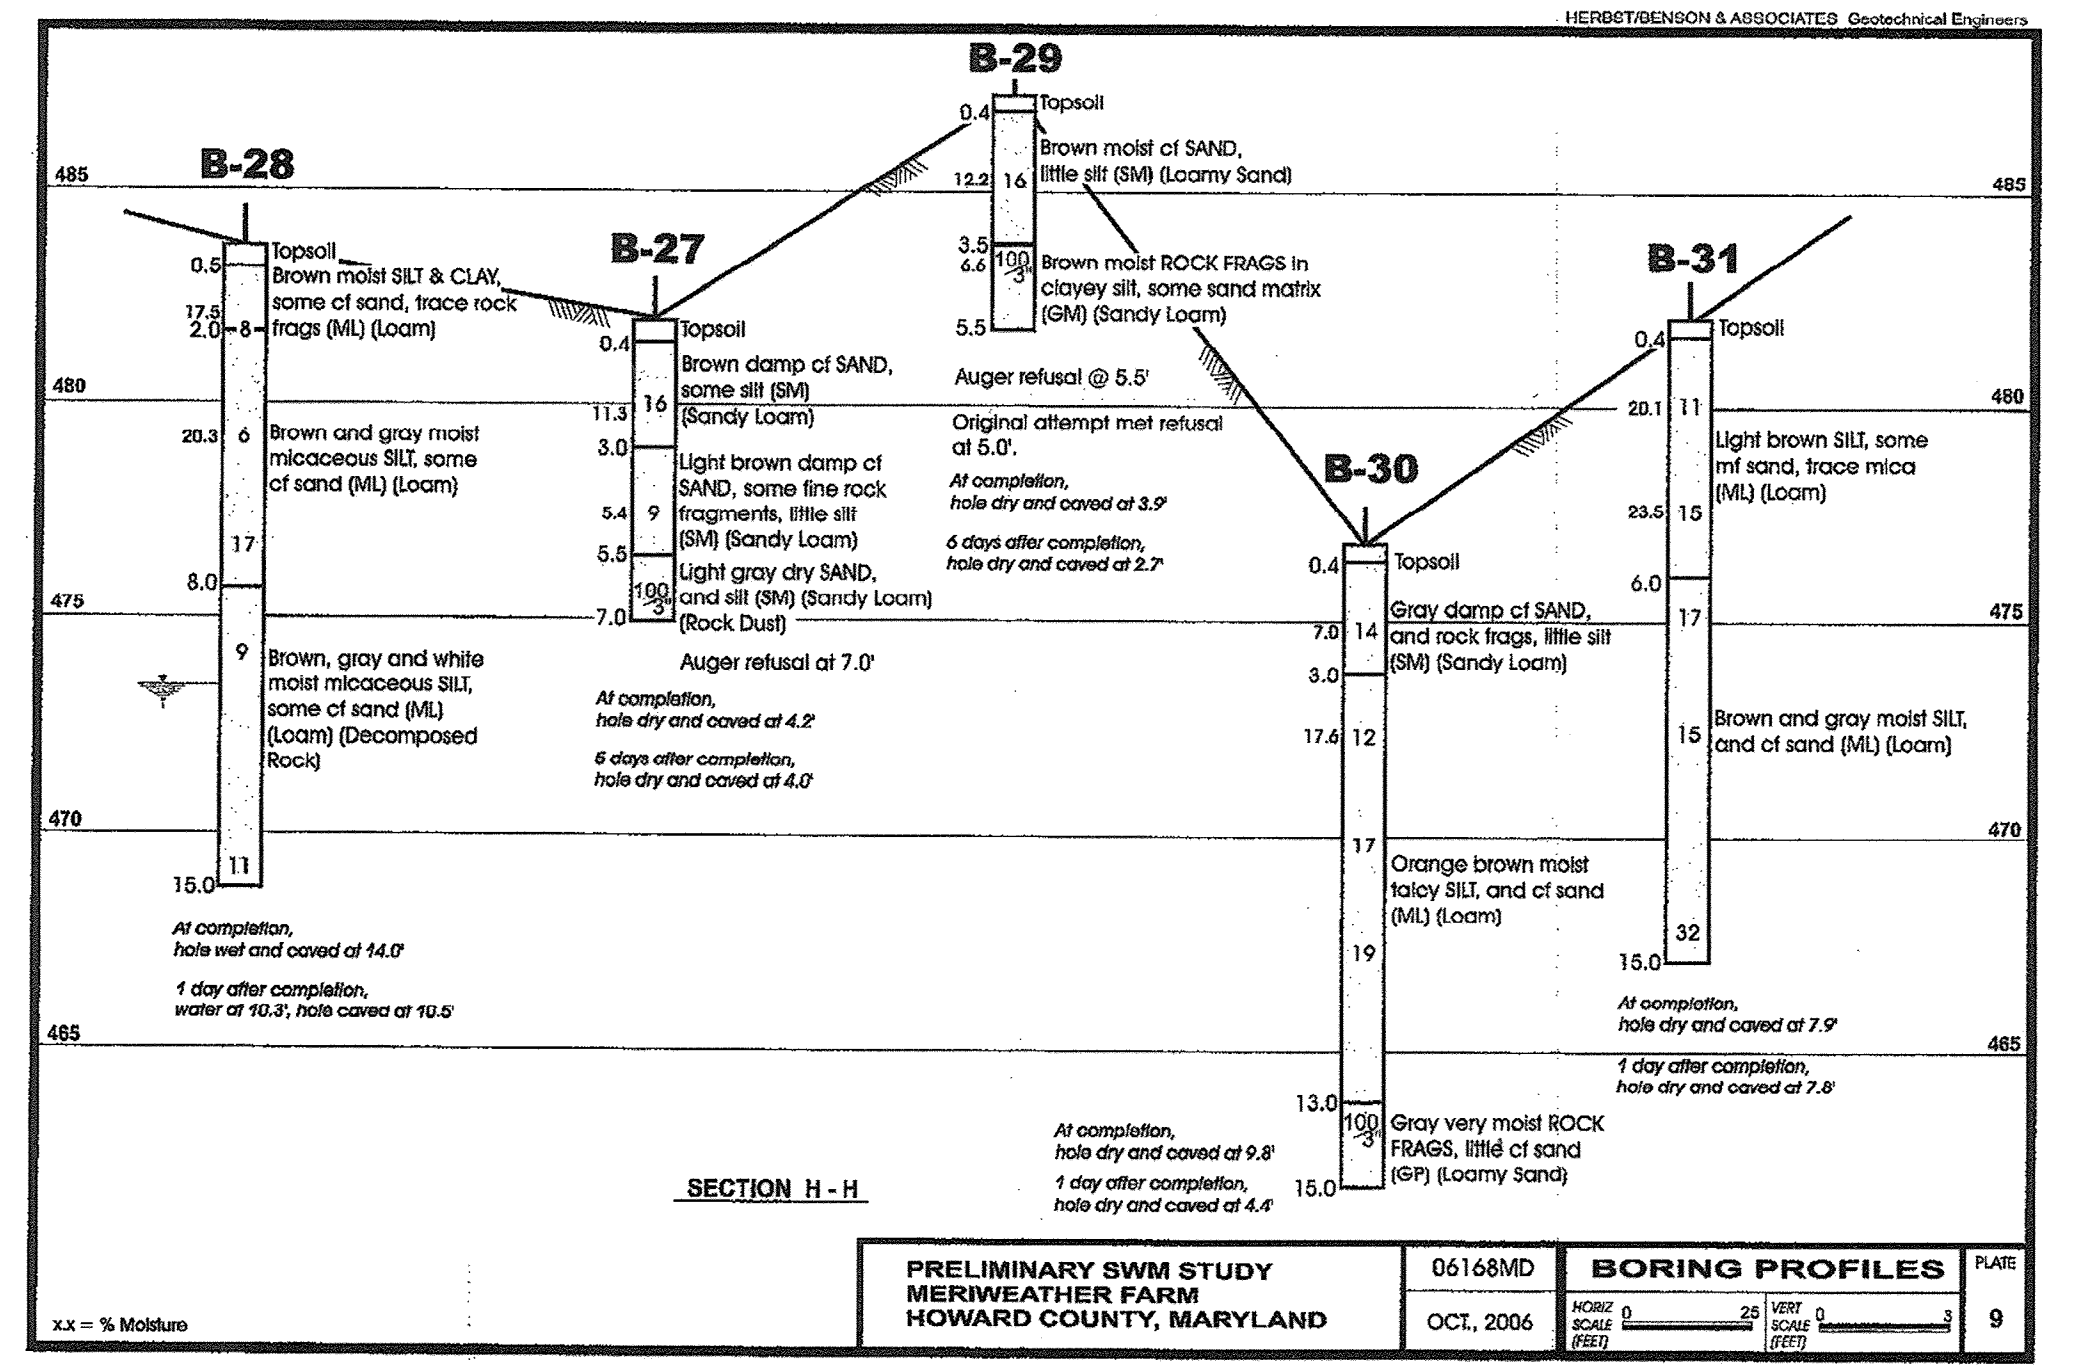 HERBST/BENSON & ASSOCIATES Geotechnical Engineers
B-28
485
Topsoil
0.5
Brown moist SILT & CLAY,
some cf sand, trace rock
frags (ML) (Loam)
17.5
2.0
8
480
20.3
6
Brown and gray moist
micaceous SILT, some
cf sand (ML) (Loam)
17
8.0
475
9
Brown, gray and white
moist micaceous SILT,
some cf sand (ML)
(Loam) (Decomposed
Rock)
470
11
15.0
At completion,
hole wet and caved at 14.0'
1 day after completion,
water at 10.3', hole caved at 10.5'
465
B-27
Topsoil
0.4
Brown damp cf SAND,
some silt (SM)
(Sandy Loam)
16
11.3
3.0
Light brown damp cf
SAND, some fine rock
fragments, little silt
(SM) (Sandy Loam)
5.4
9
5.5
Light gray dry SAND,
and silt (SM) (Sandy Loam)
(Rock Dust)
100
/3"
7.0
Auger refusal at 7.0'
At completion,
hole dry and caved at 4.2'
6 days after completion,
hole dry and caved at 4.0'
B-29
Topsoil
0.4
Brown moist cf SAND,
little silt (SM) (Loamy Sand)
12.2
16
3.5
6.6
100
/3"
Brown moist ROCK FRAGS in
clayey silt, some sand matrix
(GM) (Sandy Loam)
5.5
Auger refusal @ 5.5'
Original attempt met refusal
at 5.0'.
At completion,
hole dry and caved at 3.9'
6 days after completion,
hole dry and caved at 2.7'
B-30
Topsoil
0.4
Gray damp cf SAND,
and rock frags, little silt
(SM) (Sandy Loam)
7.0
14
3.0
17.6
12
17
Orange brown moist
talcy SILT, and cf sand
(ML) (Loam)
19
13.0
100
/3"
Gray very moist ROCK
FRAGS, little cf sand
(GP) (Loamy Sand)
15.0
At completion,
hole dry and caved at 9.8'
1 day after completion,
hole dry and caved at 4.4'
B-31
485
Topsoil
0.4
480
20.1
11
Light brown SILT, some
mf sand, trace mica
(ML) (Loam)
23.5
15
6.0
475
17
15
Brown and gray moist SILT,
and cf sand (ML) (Loam)
470
32
15.0
At completion,
hole dry and caved at 7.9'
465
1 day after completion,
hole dry and caved at 7.8'
SECTION H - H
x.x = % Moisture
PRELIMINARY SWM STUDY
MERIWEATHER FARM
HOWARD COUNTY, MARYLAND
06168MD
OCT., 2006
BORING PROFILES
HORIZ
SCALE
(FEET)
0 25
VERT
SCALE
(FEET)
0 3
PLATE
9